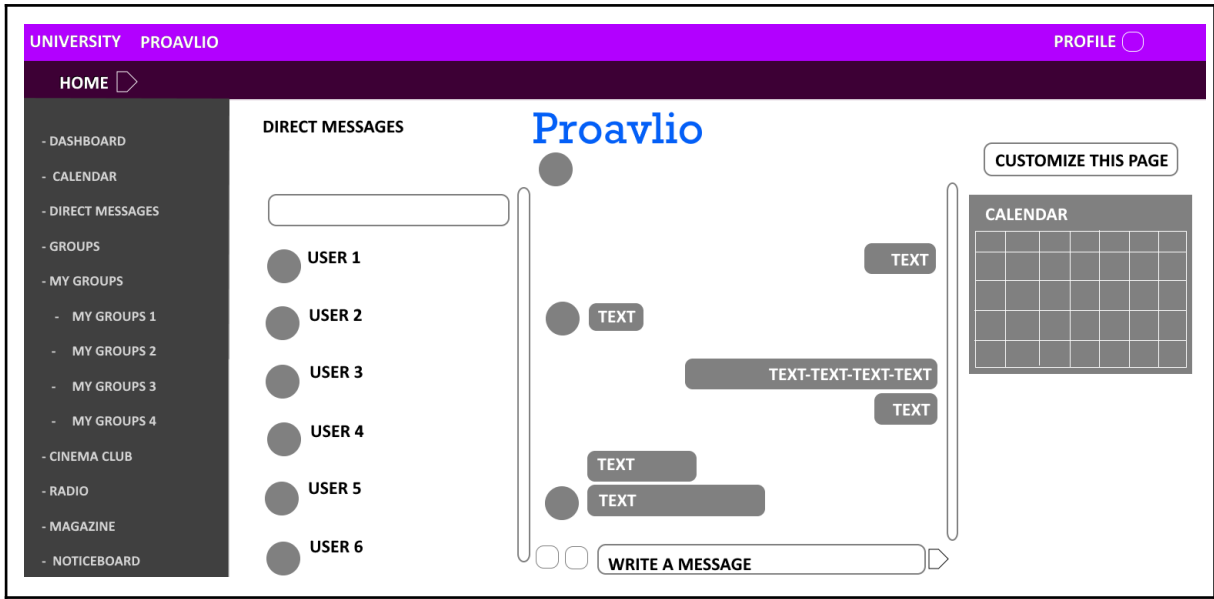 UNIVERSITY PROAVLIO PROFILE
HOME
- DASHBOARD
- CALENDAR
- DIRECT MESSAGES
- GROUPS
- MY GROUPS
- MY GROUPS 1
- MY GROUPS 2
- MY GROUPS 3
- MY GROUPS 4
- CINEMA CLUB
- RADIO
- MAGAZINE
- NOTICEBOARD
DIRECT MESSAGES
USER 1
USER 2
USER 3
USER 4
USER 5
USER 6
Proavlio
TEXT
TEXT
TEXT-TEXT-TEXT-TEXT
TEXT
TEXT
TEXT
WRITE A MESSAGE
CUSTOMIZE THIS PAGE
CALENDAR